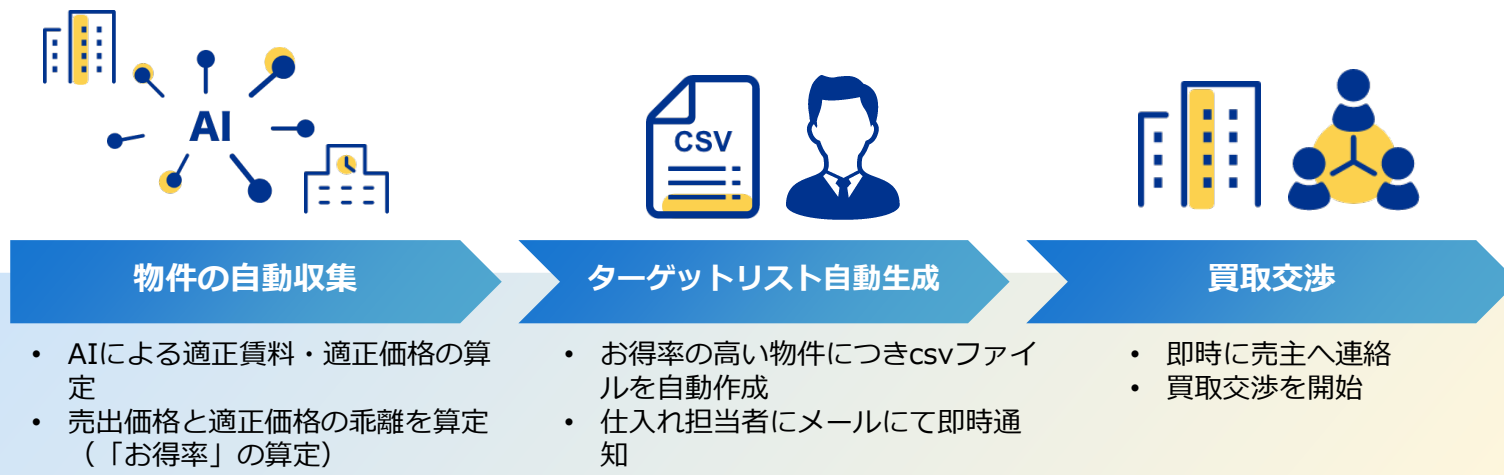 AI
CSV
物件の自動収集
• AIによる適正賃料・適正価格の算
定
• 売出価格と適正価格の乖離を算定
（「お得率」の算定）
ターゲットリスト自動生成
• お得率の高い物件につきcsvファイ
ルを自動作成
• 仕入れ担当者にメールにて即時通
知
買取交渉
• 即時に売主へ連絡
• 買取交渉を開始